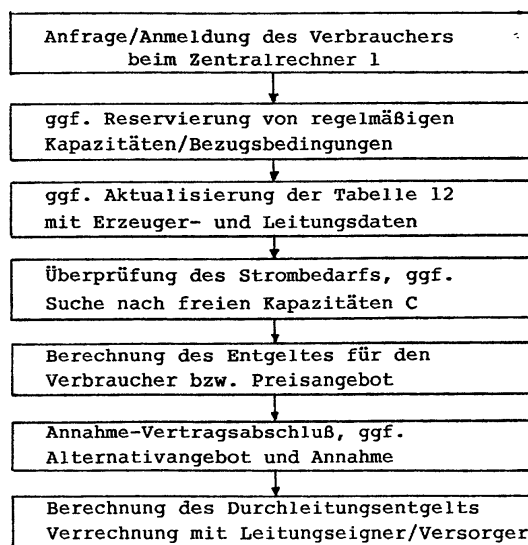 Anfrage/Anmeldung des Verbrauchers
beim Zentralrechner 1
ggf. Reservierung von regelmäßigen
Kapazitäten/Bezugsbedingungen
ggf. Aktualisierung der Tabelle 12
mit Erzeuger- und Leitungsdaten
Überprüfung des Strombedarfs, ggf.
Suche nach freien Kapazitäten C
Berechnung des Entgeltes für den
Verbraucher bzw. Preisangebot
Annahme-Vertragsabschluß, ggf.
Alternativangebot und Annahme
Berechnung des Durchleitungsentgelts
Verrechnung mit Leitungseigner/Versorger